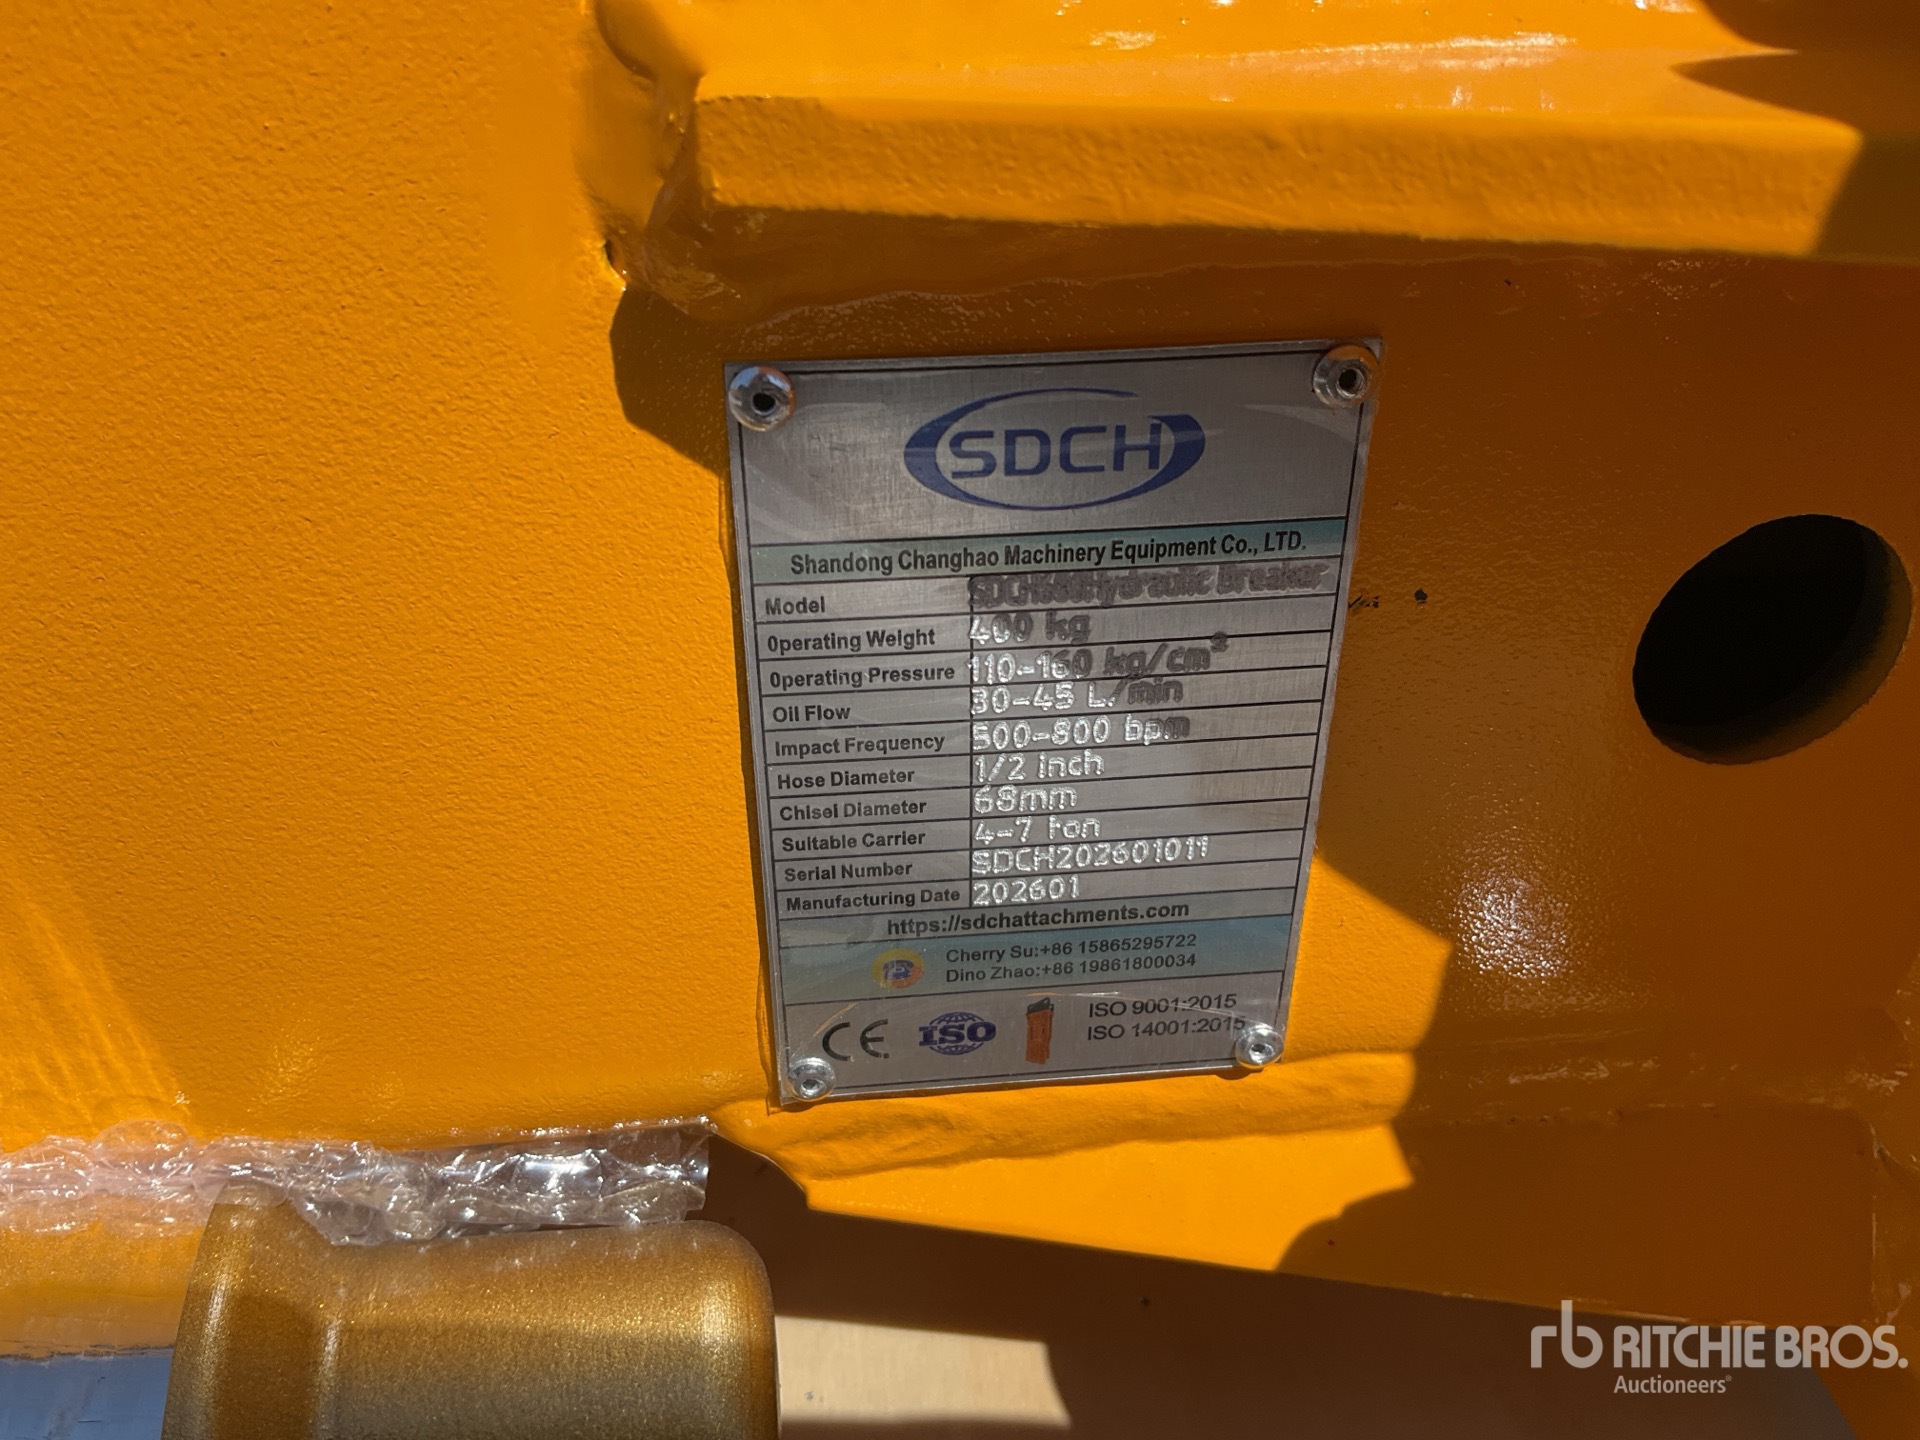 SDCH
Shandong Changhao Machinery Equipment Co., LTD.
Model Hydraulic Breaker
Operating Weight 400 kg
Operating Pressure 110-160 kg/cm²
Oil Flow 30-45 L/min
Impact Frequency 500-800 bpm
Hose Diameter 1/2 inch
Chisel Diameter 68mm
Suitable Carrier 4-7 ton
Serial Number SDCH202601011
Manufacturing Date 202601
https://sdchattachments.com
Cherry Su:+86 15865295722
Dino Zhao:+86 19861800034
CE ISO
ISO 9001:2015
ISO 14001:2015
rb RITCHIE BROS.
Auctioneers®